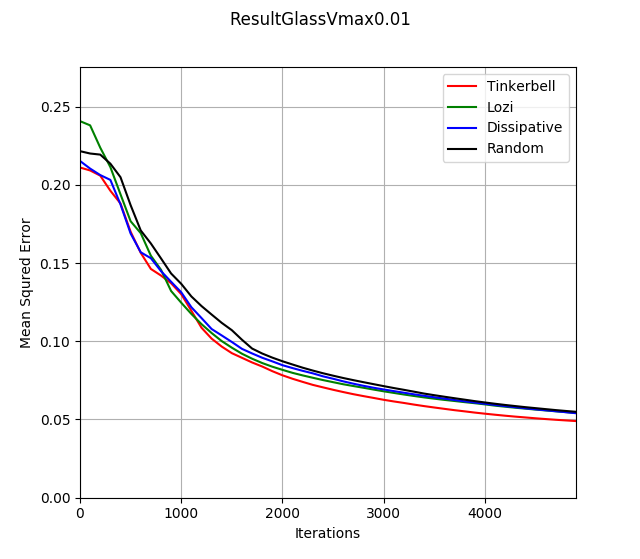 ResultGlassVmax0.01
Tinkerbell
Lozi
Dissipative
Random
0.25
0.20
0.15
0.10
0.05
0.00
Mean Squred Error
0 1000 2000 3000 4000
Iterations